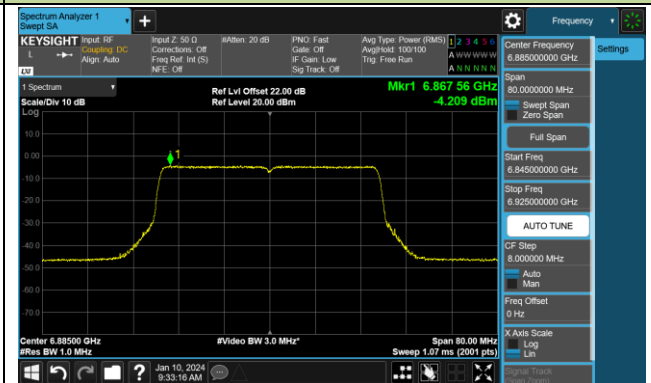 Spectrum Analyzer 1
Swept SA
Frequency
KEYSIGHT
L
LXI
Input: RF
Coupling: DC
Align: Auto
Input Z: 50 Ω
Corrections: Off
Freq Ref: Int (S)
NFE: Off
#Atten: 20 dB
PNO: Fast
Gate: Off
IF Gain: Low
Sig Track: Off
Avg Type: Power (RMS)
Avg|Hold: 100/100
Trig: Free Run
1 2 3 4 5 6
A W W W W W
A N N N N N
Center Frequency
6.885000000 GHz
Settings
Span
80.0000000 MHz
Swept Span
Zero Span
Full Span
Start Freq
6.845000000 GHz
Stop Freq
6.925000000 GHz
AUTO TUNE
CF Step
8.000000 MHz
Auto
Man
Freq Offset
0 Hz
X Axis Scale
Log
Lin
Signal Track
(Span Zoom)
1 Spectrum
Scale/Div 10 dB
Log
Ref Lvl Offset 22.00 dB
Ref Level 20.00 dBm
Mkr1 6.867 56 GHz
-4.209 dBm
1
10.0
0.00
-10.0
-20.0
-30.0
-40.0
-50.0
-60.0
-70.0
Center 6.88500 GHz
#Res BW 1.0 MHz
#Video BW 3.0 MHz*
Span 80.00 MHz
Sweep 1.07 ms (2001 pts)
?
Jan 10, 2024
9:33:16 AM